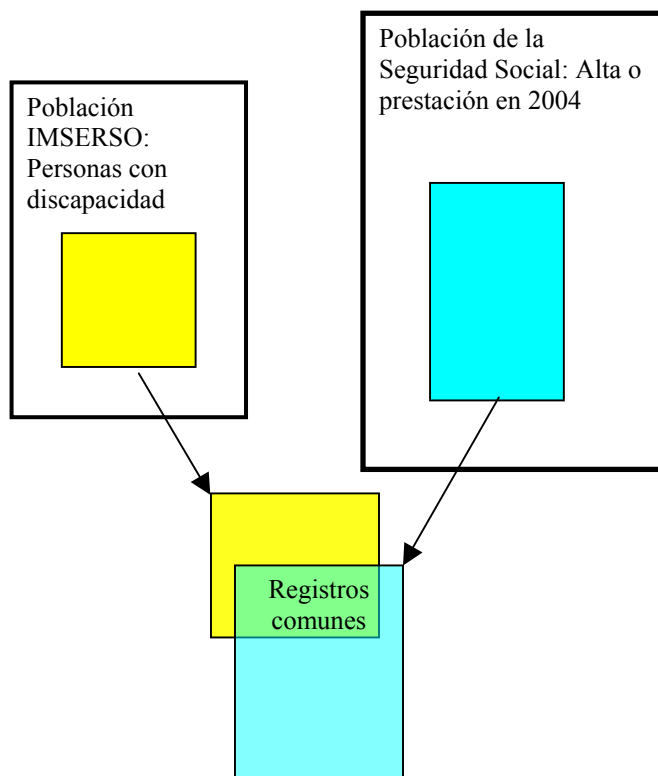 Población
IMSERSO:
Personas con
discapacidad
Población de la
Seguridad Social: Alta o
prestación en 2004
Registros
comunes